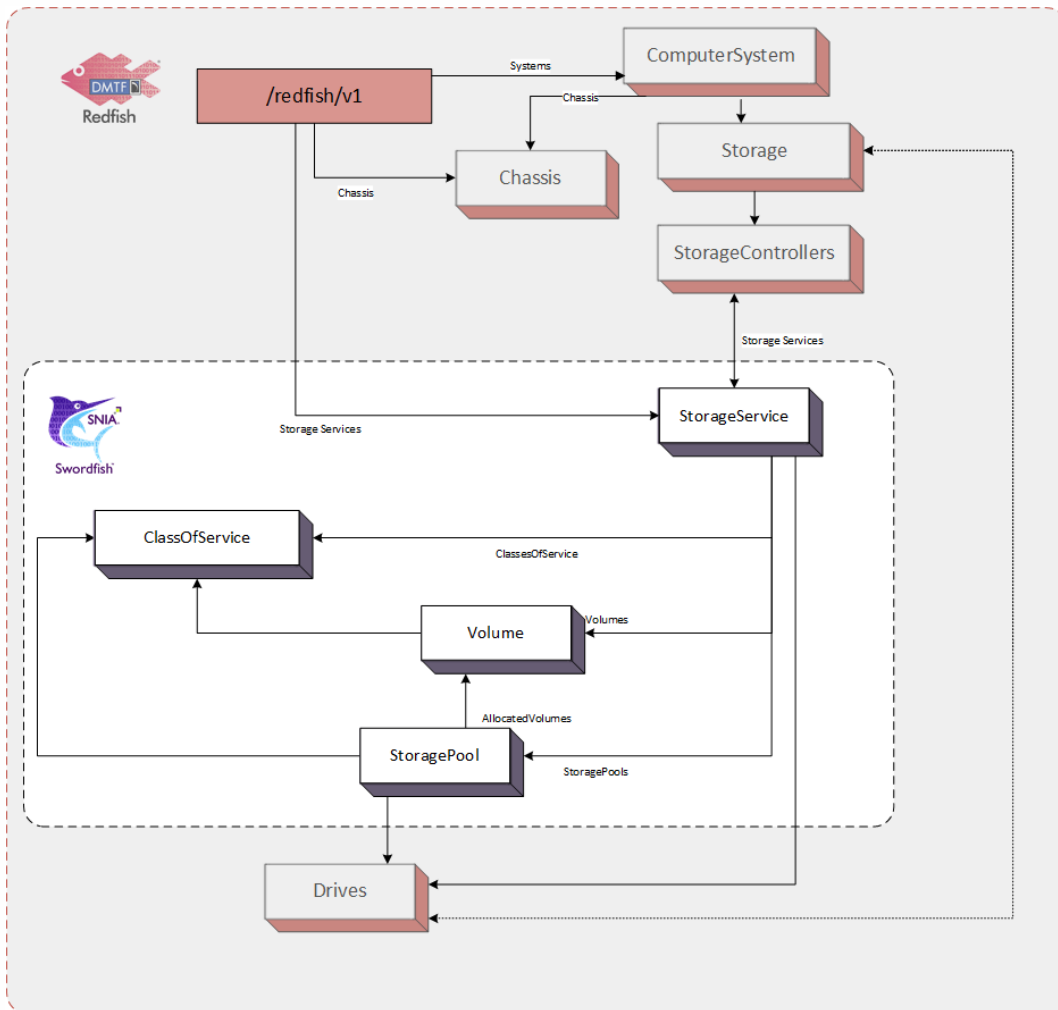 DMTF
Redfish
/redfish/v1
Systems
ComputerSystem
Chassis
Storage
Chassis
Chassis
StorageControllers
Storage Services
SNIA
Swordfish
Storage Services
StorageService
ClassOfService
ClassesOfService
Volume
Volumes
AllocatedVolumes
StoragePool
StoragePools
Drives